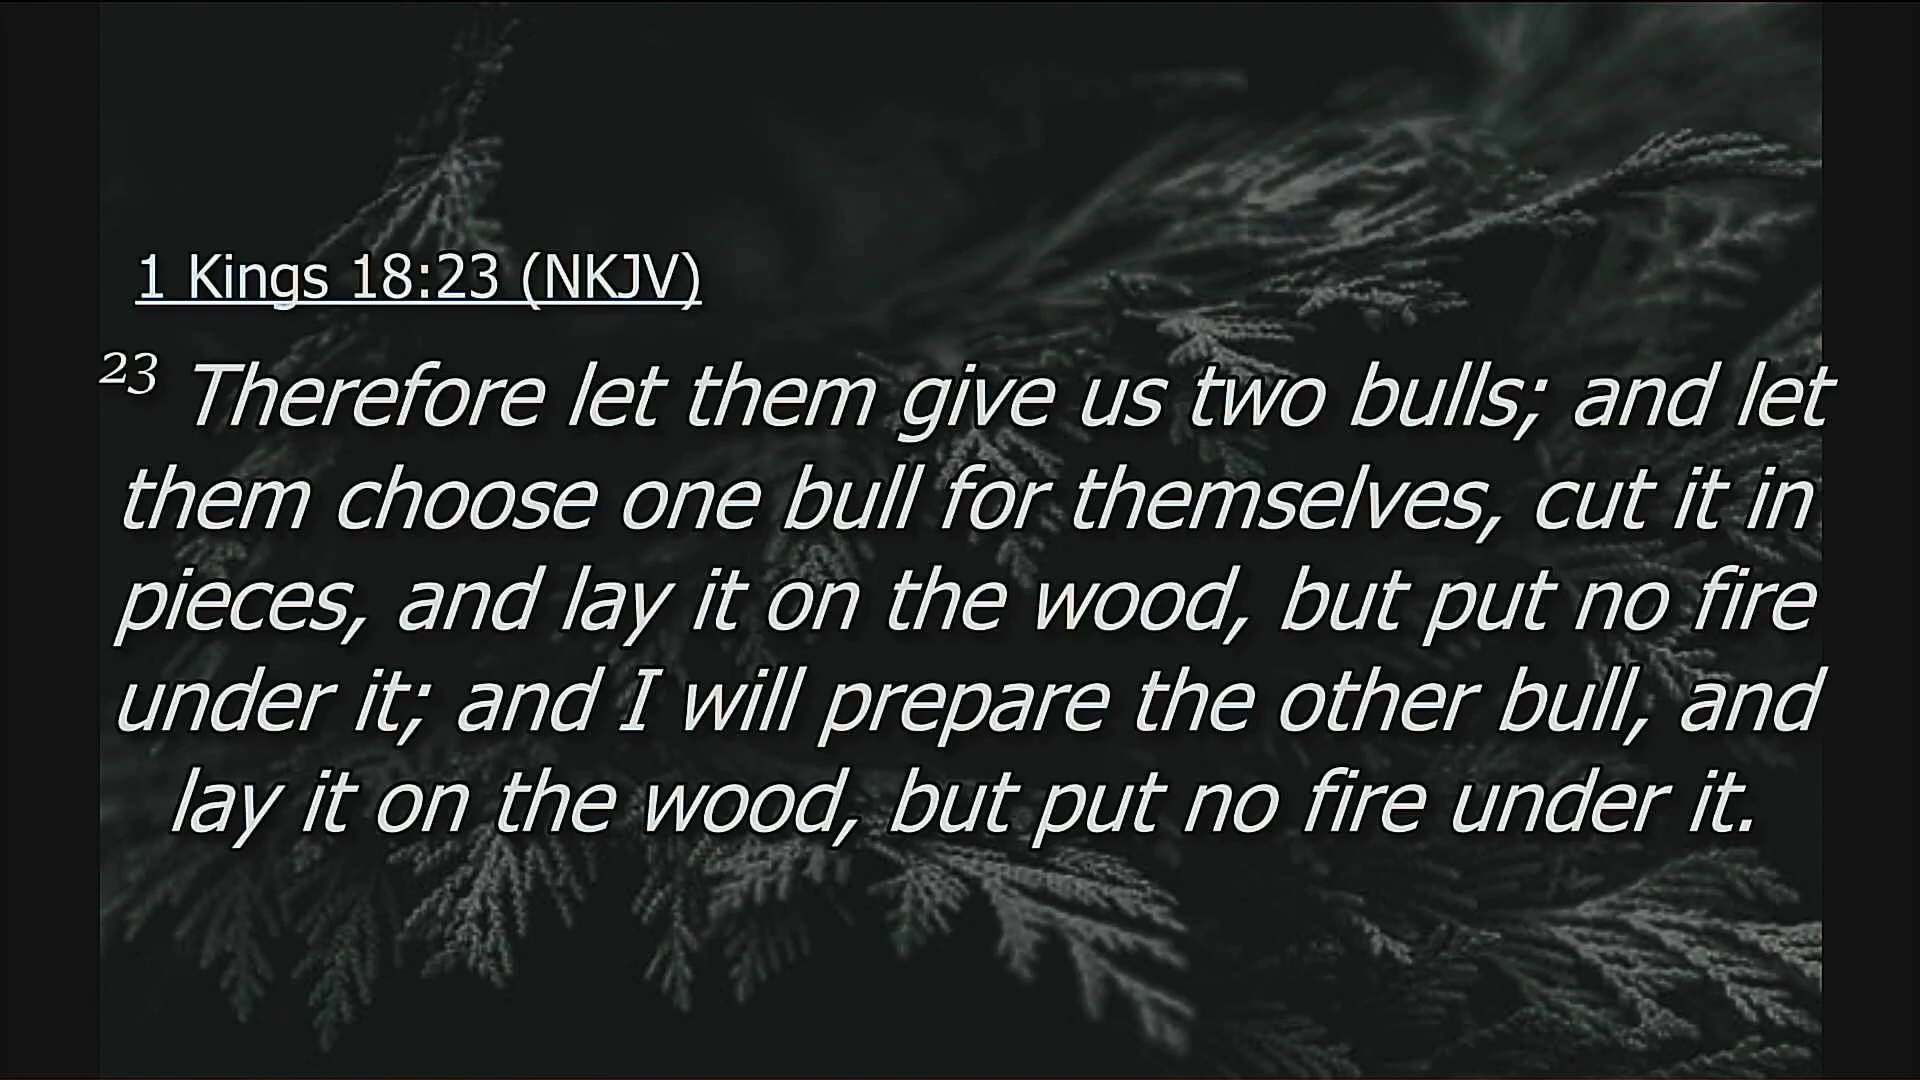 1 Kings 18:23 (NKJV)
23 Therefore let them give us two bulls; and let
them choose one bull for themselves, cut it in
pieces, and lay it on the wood, but put no fire
under it; and I will prepare the other bull, and
lay it on the wood, but put no fire under it.